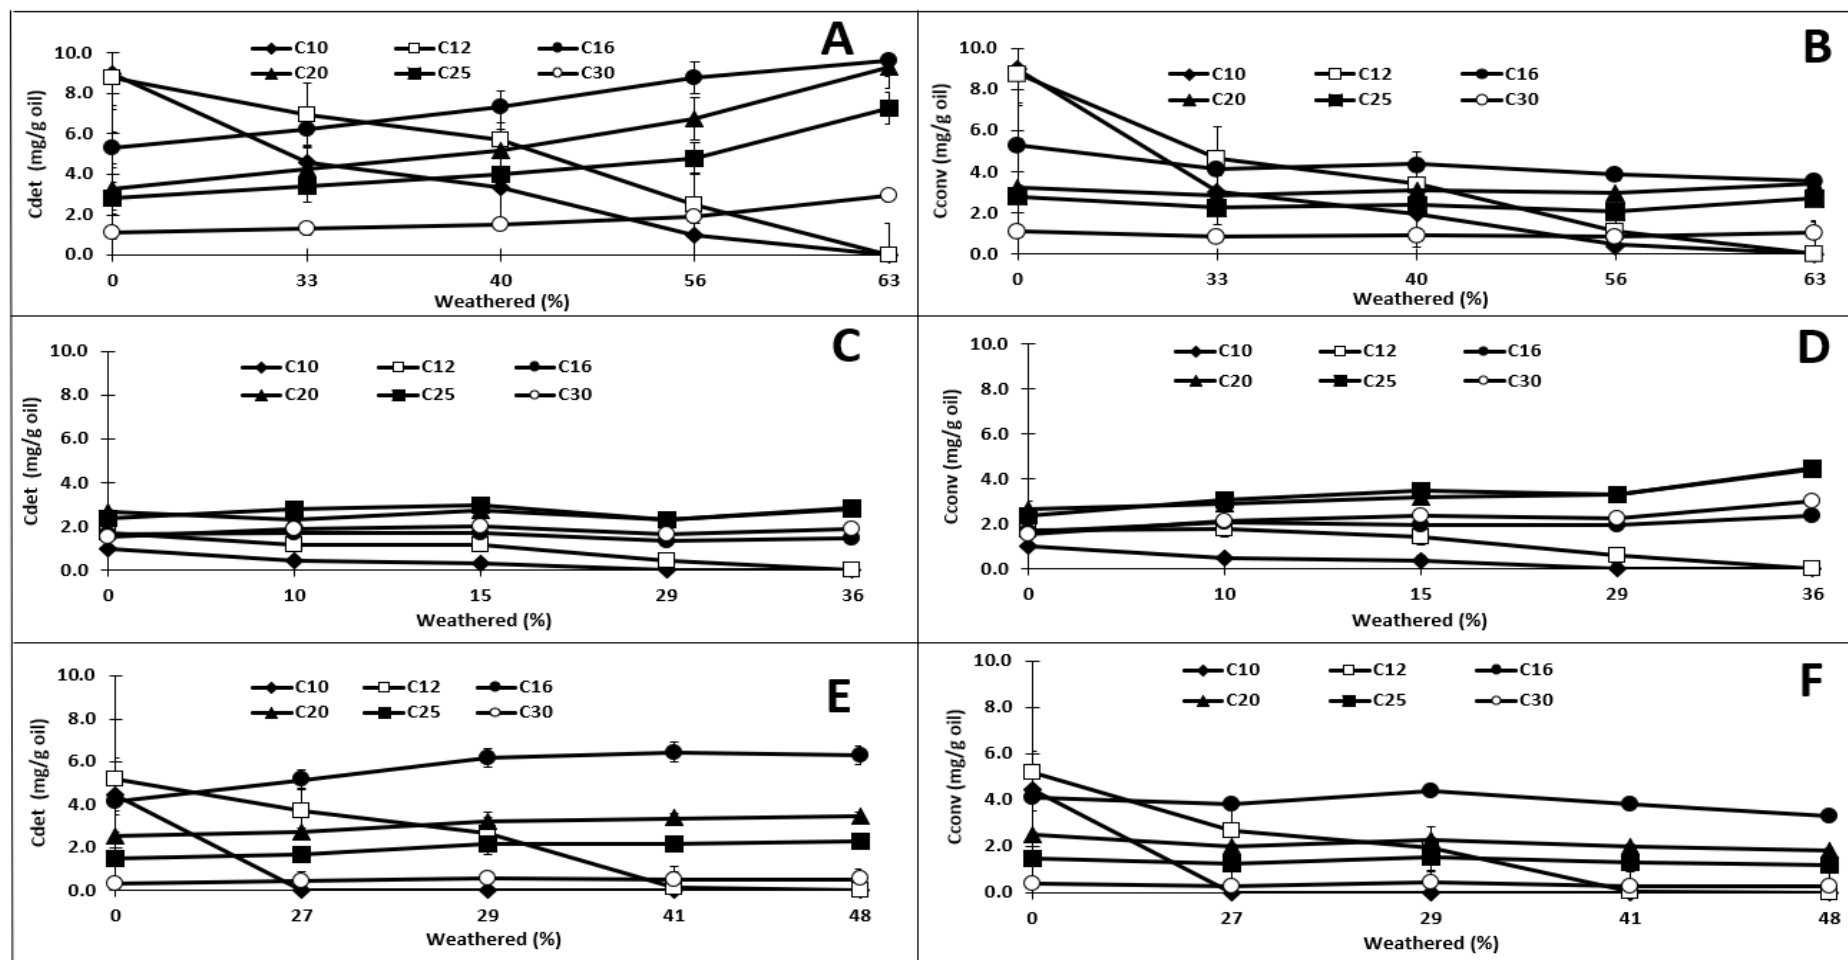 A
C10 C12 C16
C20 C25 C30
10.0
8.0
6.0
4.0
2.0
0.0
Cdet (mg/g oil)
0 33 40 56 63
Weathered (%)
B
C10 C12 C16
C20 C25 C30
10.0
8.0
6.0
4.0
2.0
0.0
Cconv (mg/g oil)
0 33 40 56 63
Weathered (%)
C
C10 C12 C16
C20 C25 C30
10.0
8.0
6.0
4.0
2.0
0.0
Cdet (mg/g oil)
0 10 15 29 36
Weathered (%)
D
C10 C12 C16
C20 C25 C30
10.0
8.0
6.0
4.0
2.0
0.0
Cconv (mg/g oil)
0 10 15 29 36
Weathered (%)
E
C10 C12 C16
C20 C25 C30
10.0
8.0
6.0
4.0
2.0
0.0
Cdet (mg/g oil)
0 27 29 41 48
Weathered (%)
F
C10 C12 C16
C20 C25 C30
10.0
8.0
6.0
4.0
2.0
0.0
Cconv (mg/g oil)
0 27 29 41 48
Weathered (%)